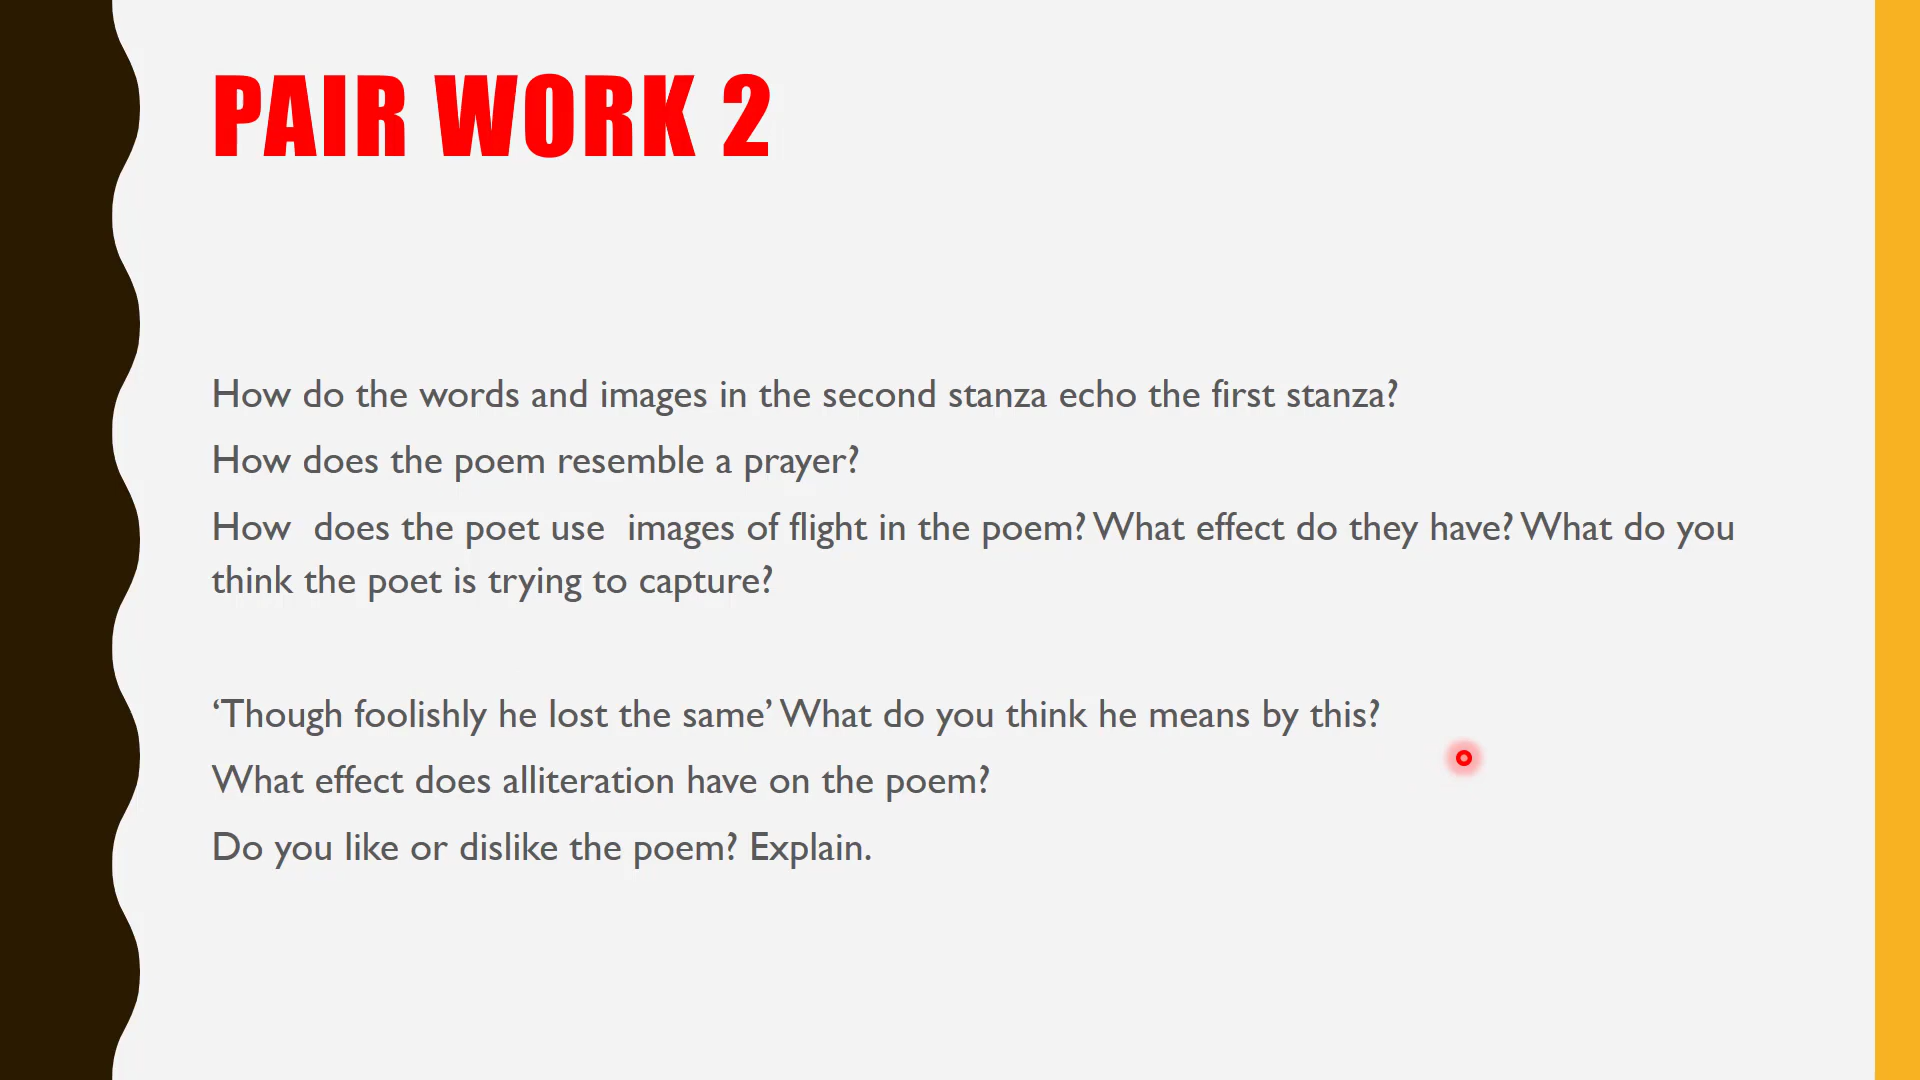 PAIR WORK 2
How do the words and images in the second stanza echo the first stanza?
How does the poem resemble a prayer?
How  does the poet use  images of flight in the poem? What effect do they have? What do you
think the poet is trying to capture?
‘Though foolishly he lost the same’ What do you think he means by this?
What effect does alliteration have on the poem?
Do you like or dislike the poem? Explain.